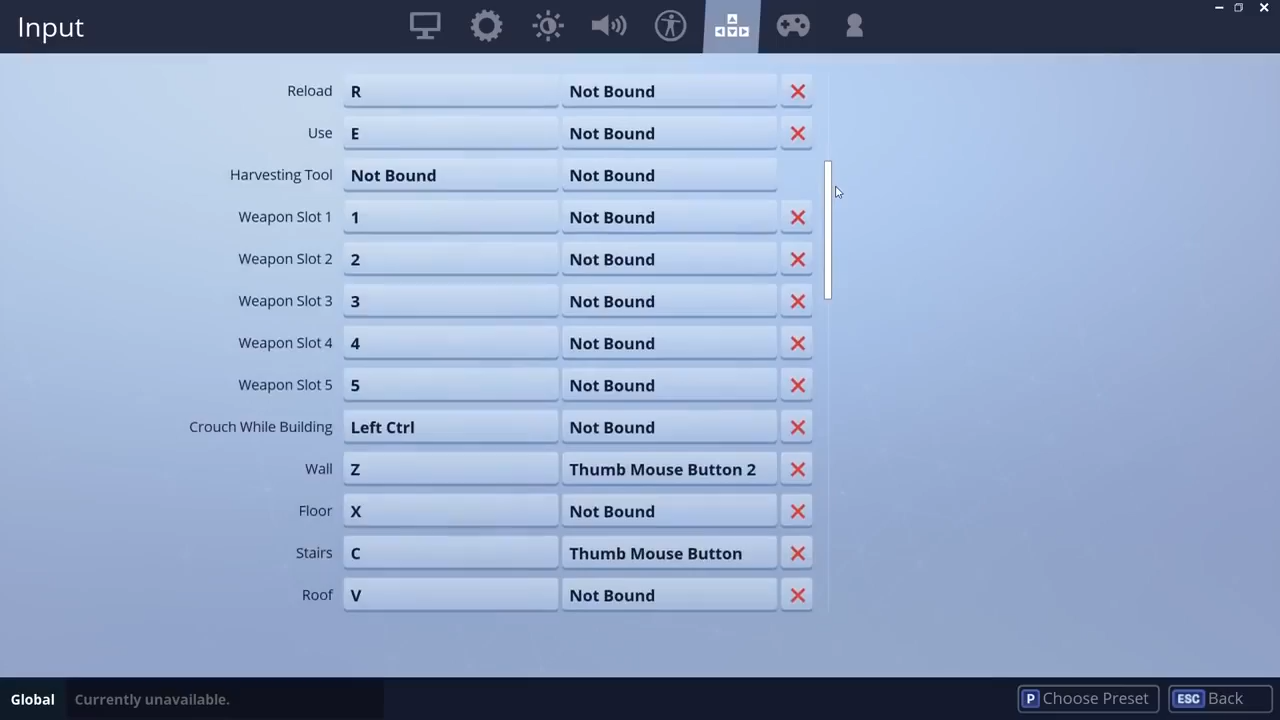 Input
Reload R Not Bound
Use E Not Bound
Harvesting Tool Not Bound Not Bound
Weapon Slot 1 1 Not Bound
Weapon Slot 2 2 Not Bound
Weapon Slot 3 3 Not Bound
Weapon Slot 4 4 Not Bound
Weapon Slot 5 5 Not Bound
Crouch While Building Left Ctrl Not Bound
Wall Z Thumb Mouse Button 2
Floor X Not Bound
Stairs C Thumb Mouse Button
Roof V Not Bound
Global Currently unavailable. P Choose Preset ESC Back